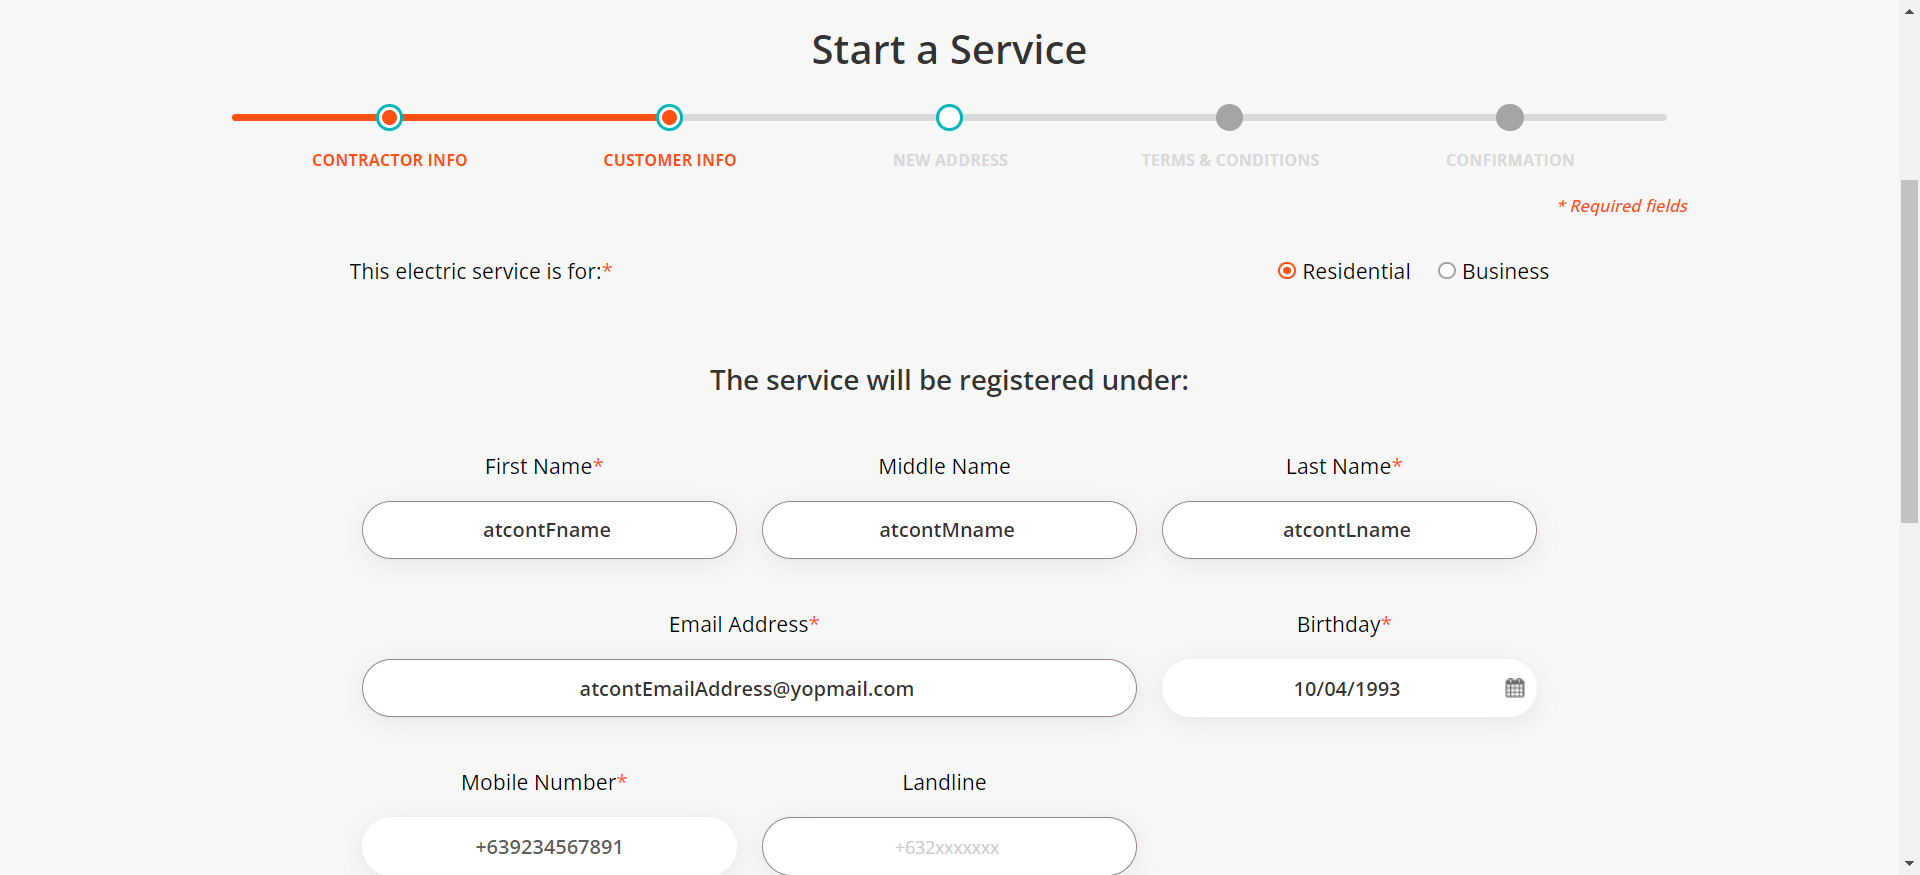 Start a Service
CONTRACTOR INFO
CUSTOMER INFO
NEW ADDRESS
TERMS & CONDITIONS
CONFIRMATION
* Required fields
This electric service is for:*
Residential
Business
The service will be registered under:
First Name*
Middle Name
Last Name*
atcontFname
atcontMname
atcontLname
Email Address*
Birthday*
atcontEmailAddress@yopmail.com
10/04/1993
Mobile Number*
Landline
+639234567891
+632xxxxxxx